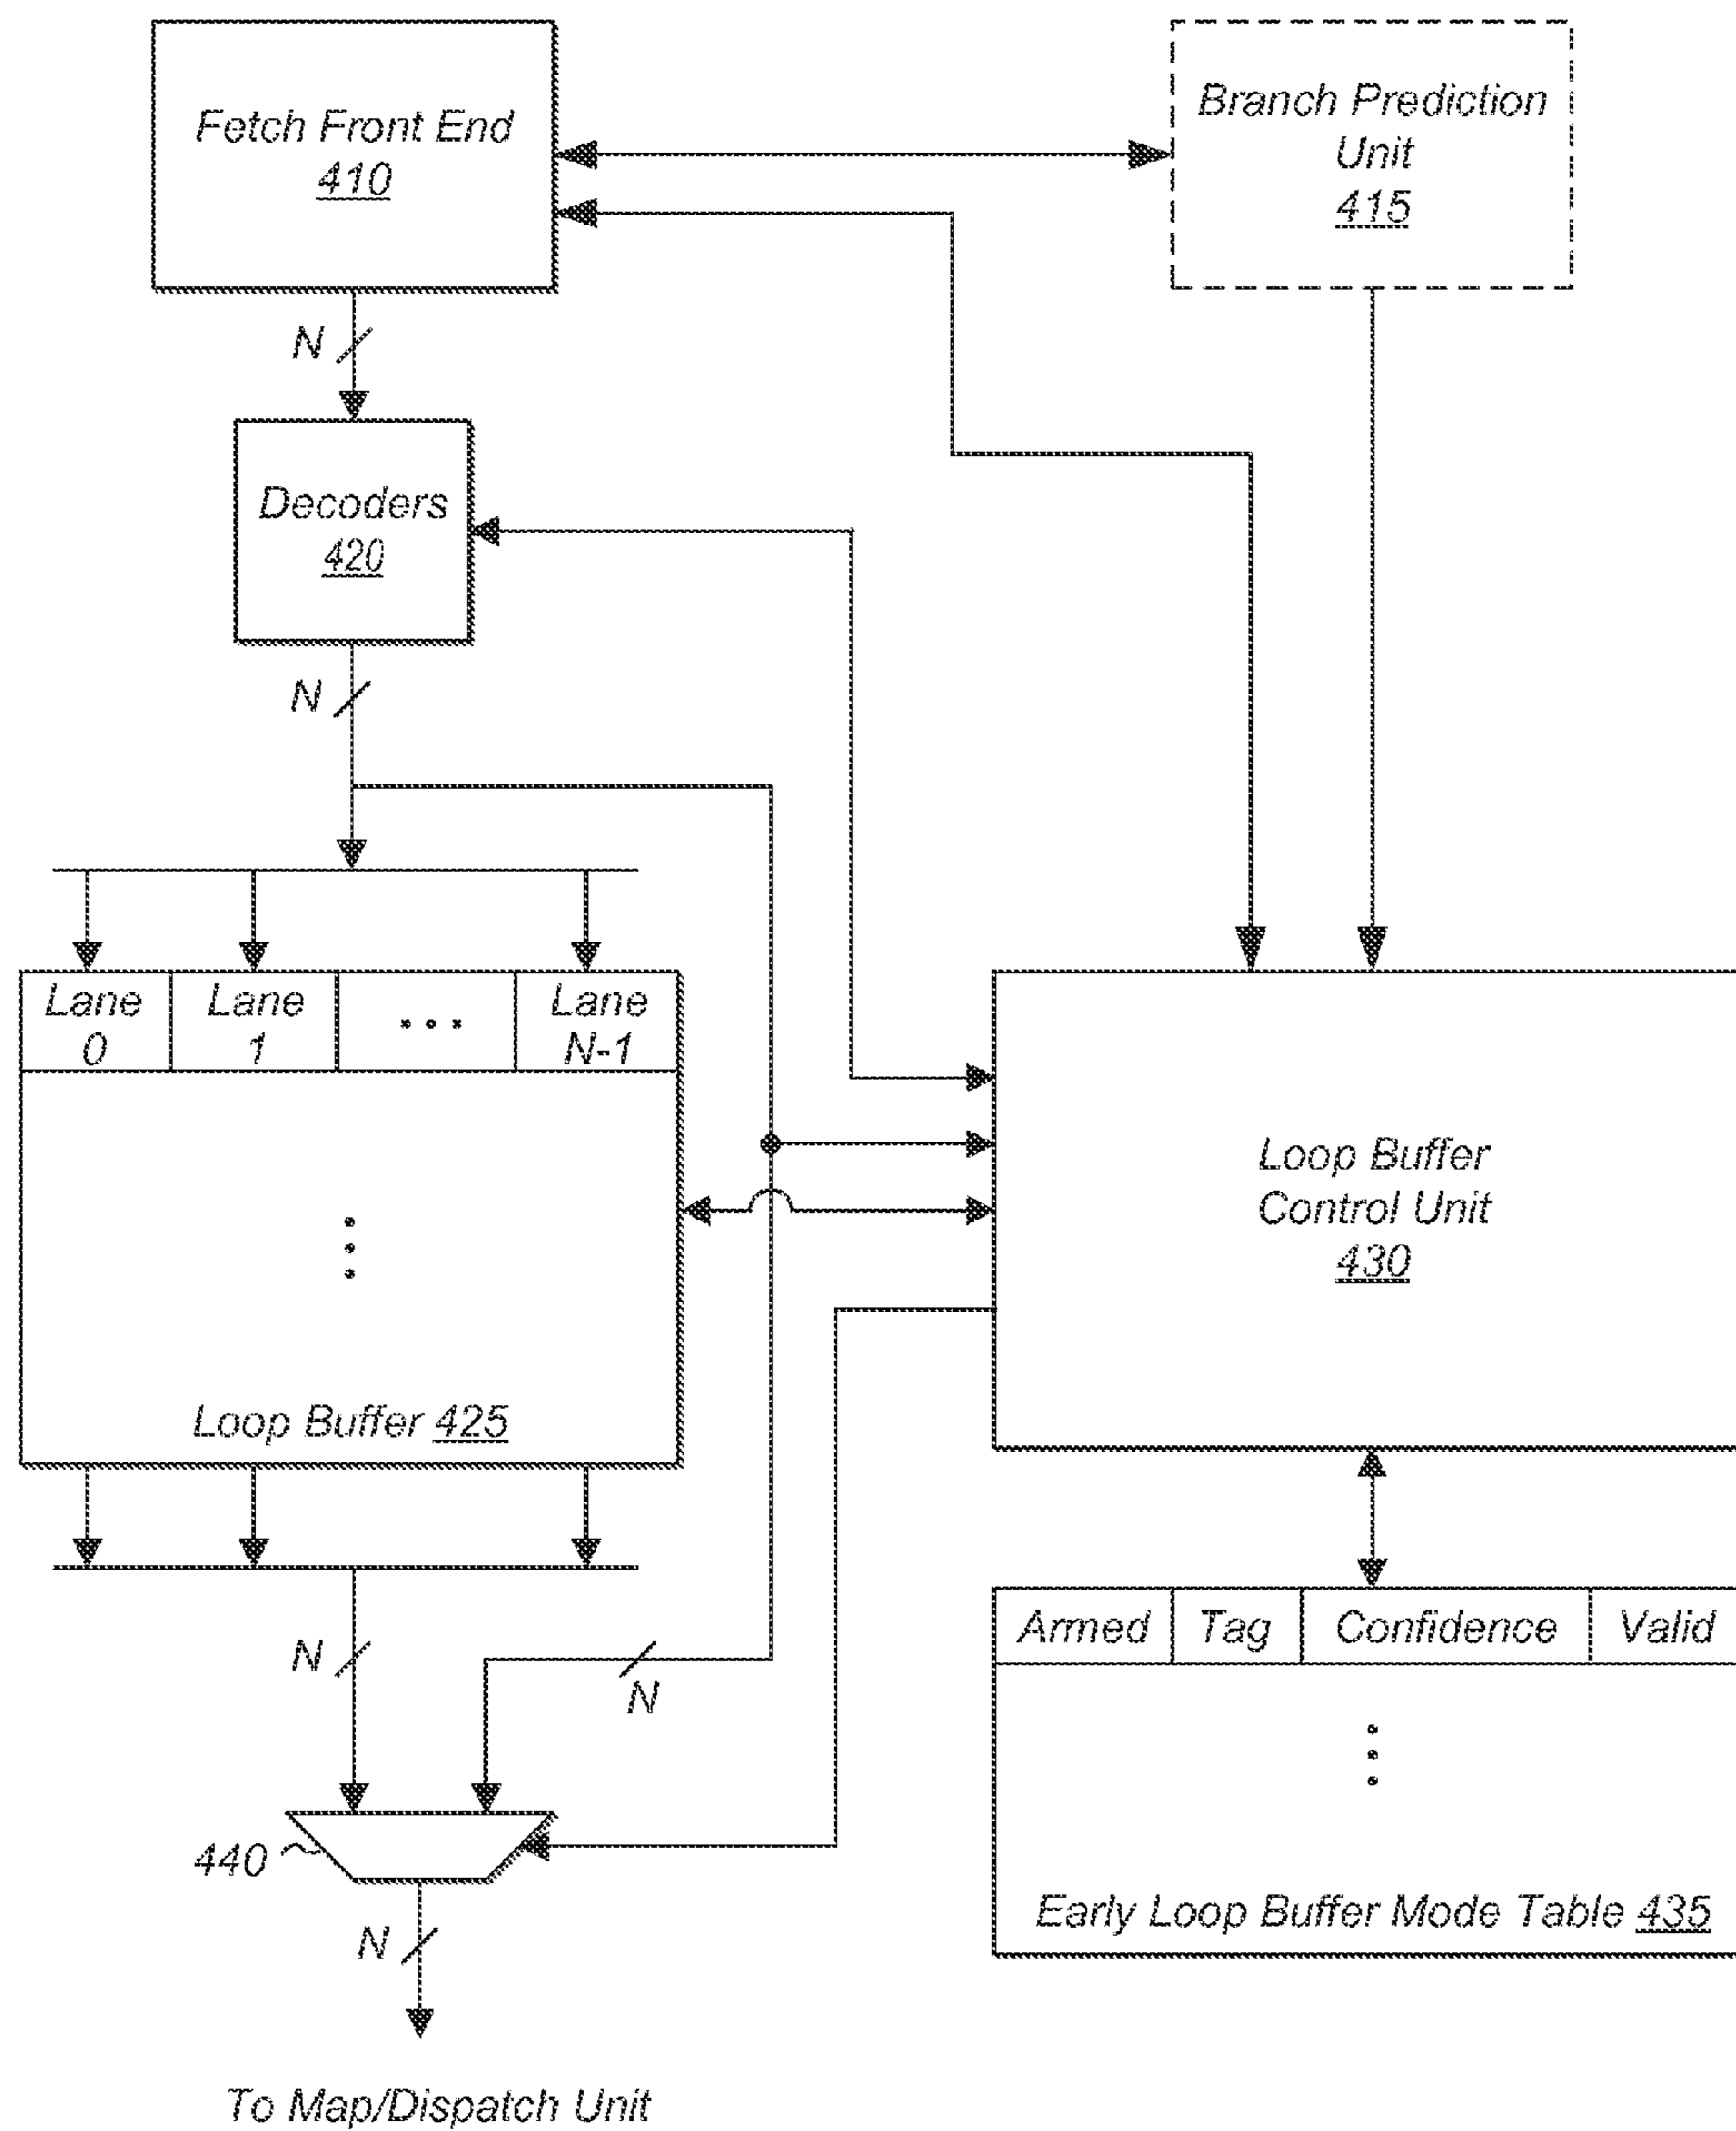 Fetch Front End
410
Branch Prediction
Unit
415
N
Decoders
420
N
Lane
0
Lane
1
...
Lane
N-1
Loop Buffer
Control Unit
430
Loop Buffer 425
Armed
Tag
Confidence
Valid
N
N
440
Early Loop Buffer Mode Table 435
N
To Map/Dispatch Unit